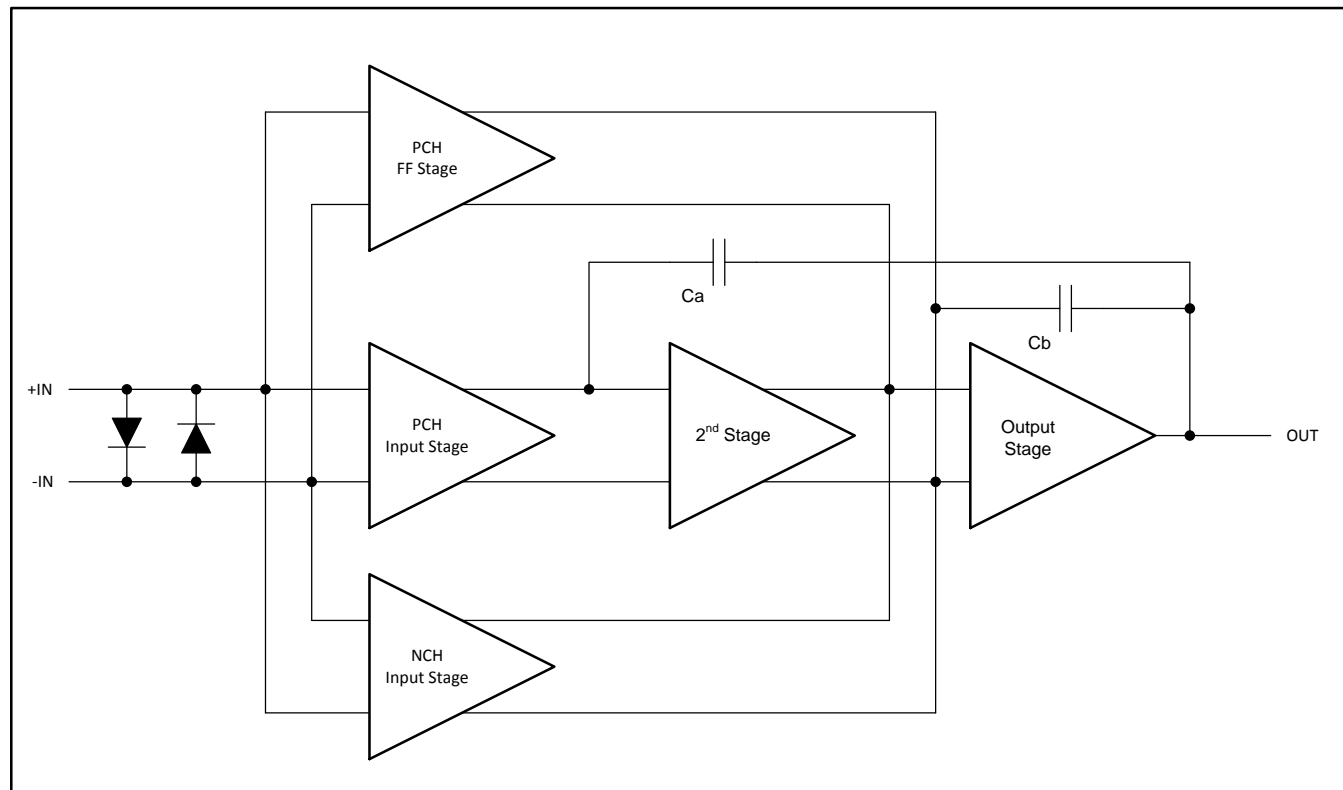 PCH
FF Stage
Ca
Cb
+IN
-IN
PCH
Input Stage
2nd Stage
Output
Stage
OUT
NCH
Input Stage